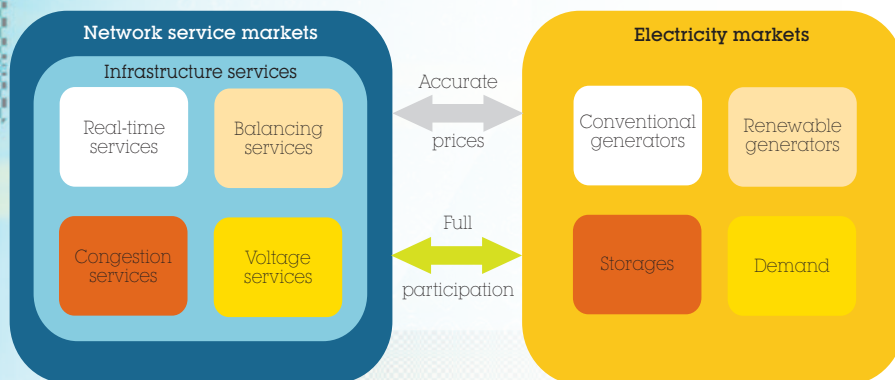 Network service markets
Infrastructure services
Real-time
services
Balancing
services
Congestion
services
Voltage
services
Accurate
prices
Full
participation
Electricity markets
Conventional
generators
Renewable
generators
Storages
Demand